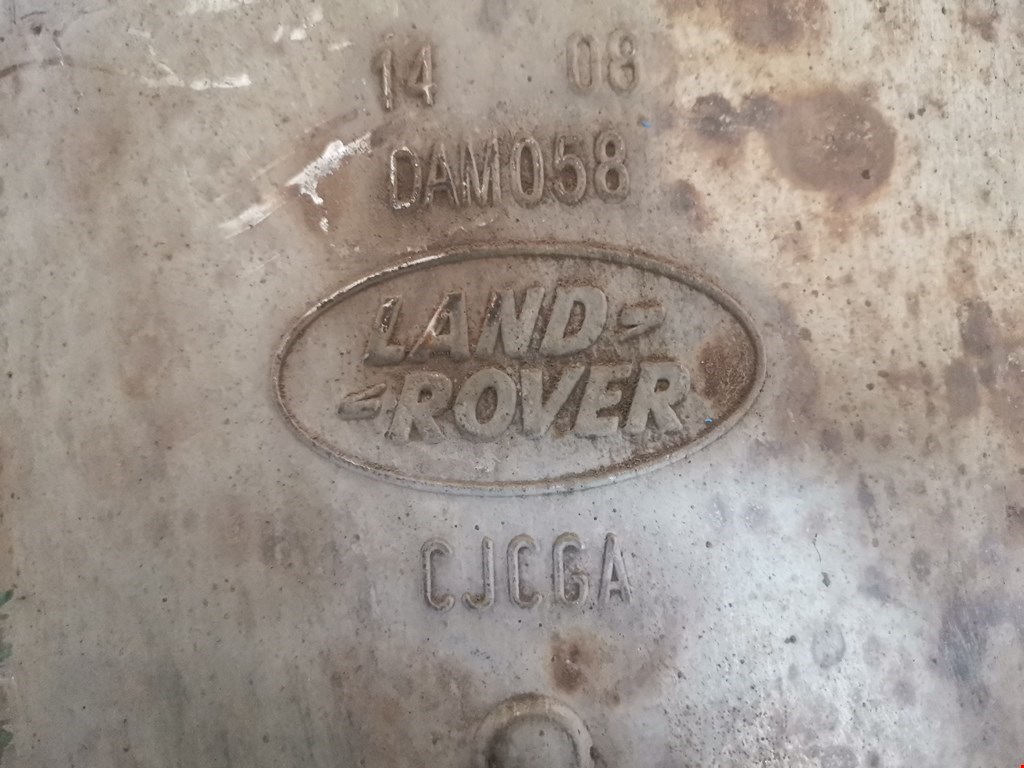 14 08
DAM058
LAND
ROVER
CJCGA